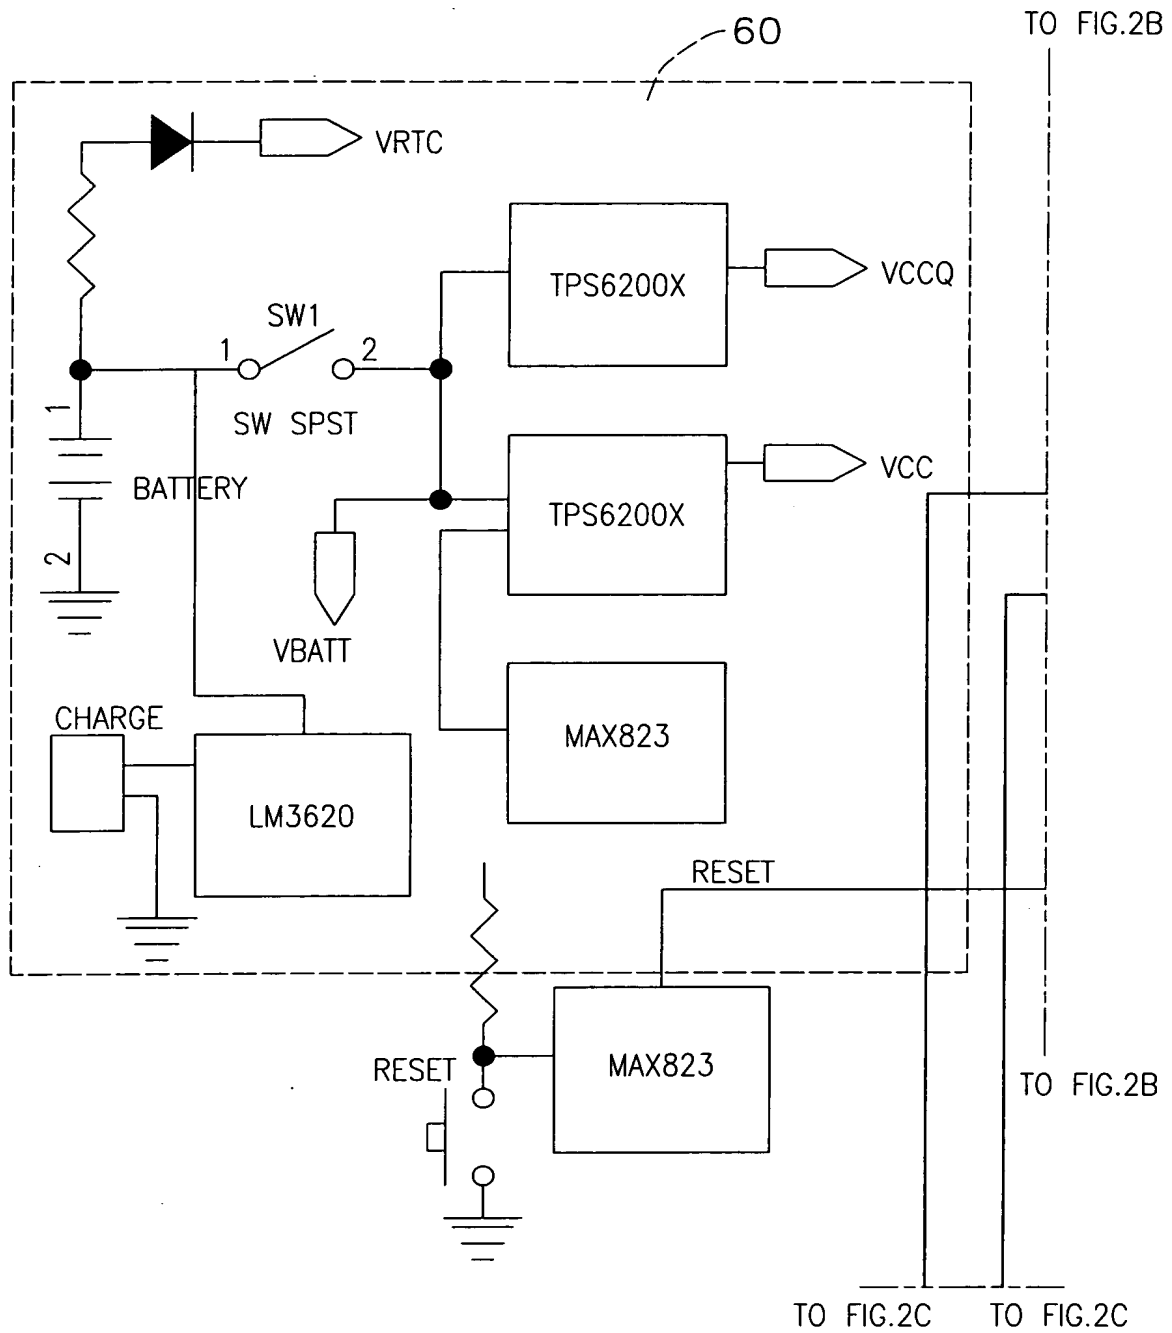 TO FIG.2B
60
VRTC
TPS6200X
VCCQ
SW1
1
2
SW SPST
1
BATTERY
2
TPS6200X
VCC
VBATT
CHARGE
LM3620
MAX823
RESET
RESET
MAX823
TO FIG.2B
TO FIG.2C
TO FIG.2C